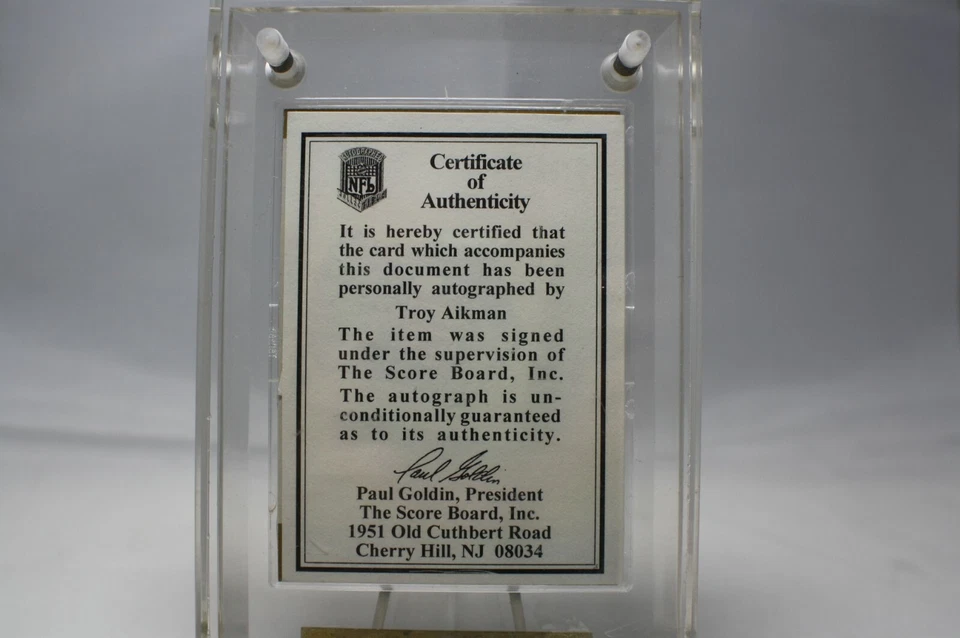 Certificate
of
Authenticity
NFL
It is hereby certified that
the card which accompanies
this document has been
personally autographed by
Troy Aikman
The item was signed
under the supervision of
The Score Board, Inc.
The autograph is un-
conditionally guaranteed
as to its authenticity.
Paul Goldin
Paul Goldin, President
The Score Board, Inc.
1951 Old Cuthbert Road
Cherry Hill, NJ 08034